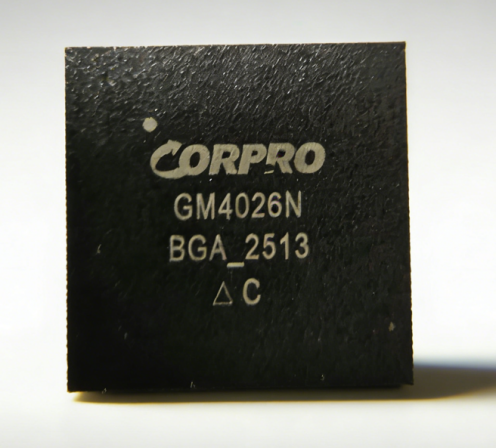 CORPRO
GM4026N
BGA_2513
△ C